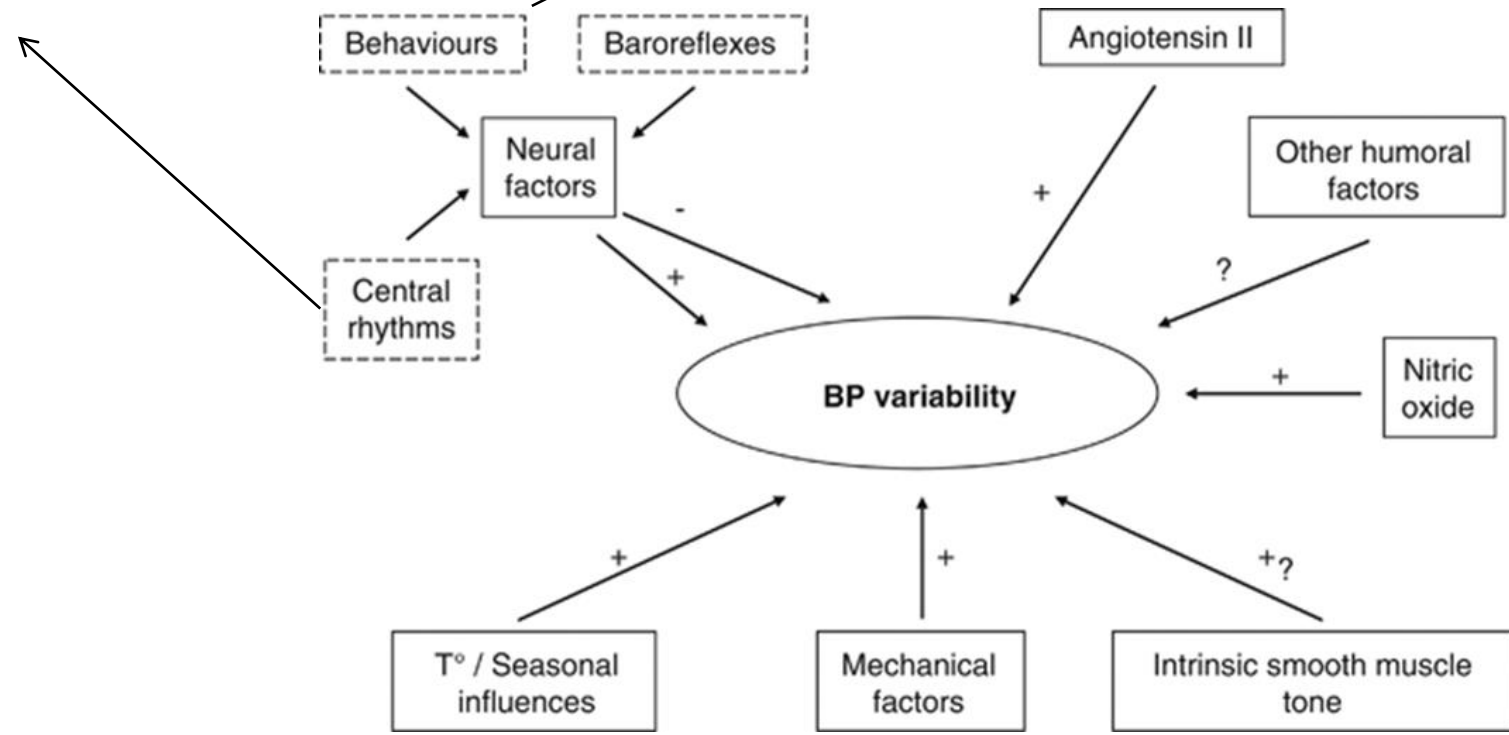 Behaviours
Baroreflexes
Angiotensin II
Neural
factors
Other humoral
factors
-
+
+
?
Central
rhythms
BP variability
+
Nitric
oxide
+
+
+?
T° / Seasonal
influences
Mechanical
factors
Intrinsic smooth muscle
tone